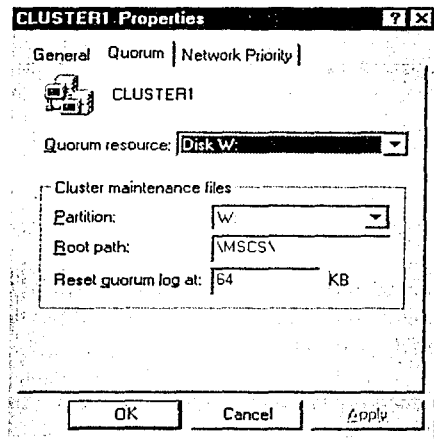 CLUSTER1 Properties
General Quorum Network Priority
CLUSTER1
Quorum resource: Disk W:
Cluster maintenance files
Partition: W:
Root path: \MSCS\
Reset quorum log at: 64 KB
OK Cancel Apply